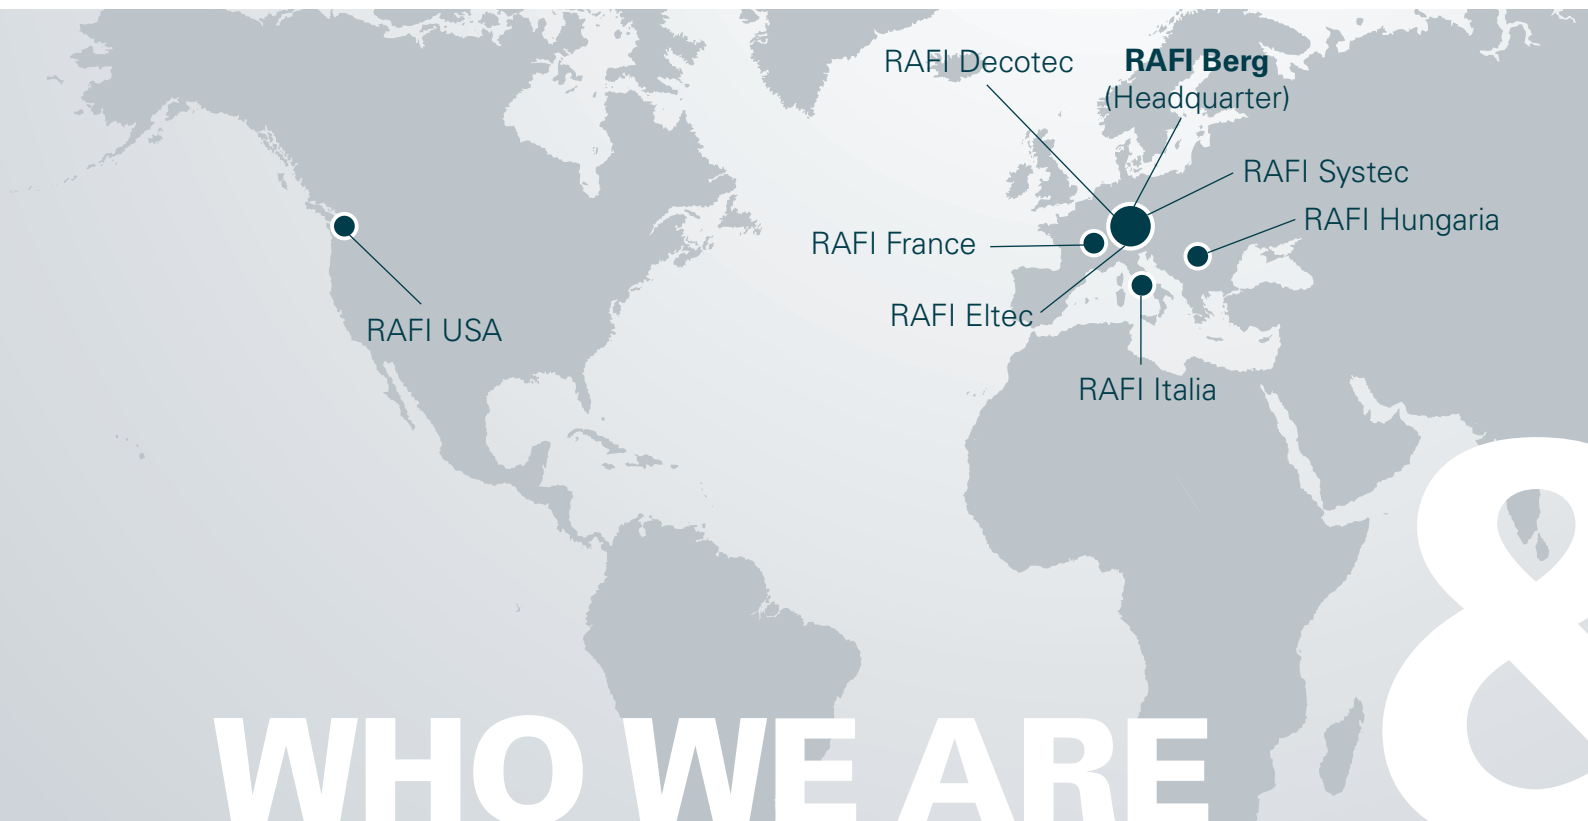 RAFI Decotec
RAFI Berg
(Headquarter)
RAFI Systec
RAFI Hungaria
RAFI France
RAFI Eltec
RAFI USA
RAFI Italia
&
WHO WE ARE